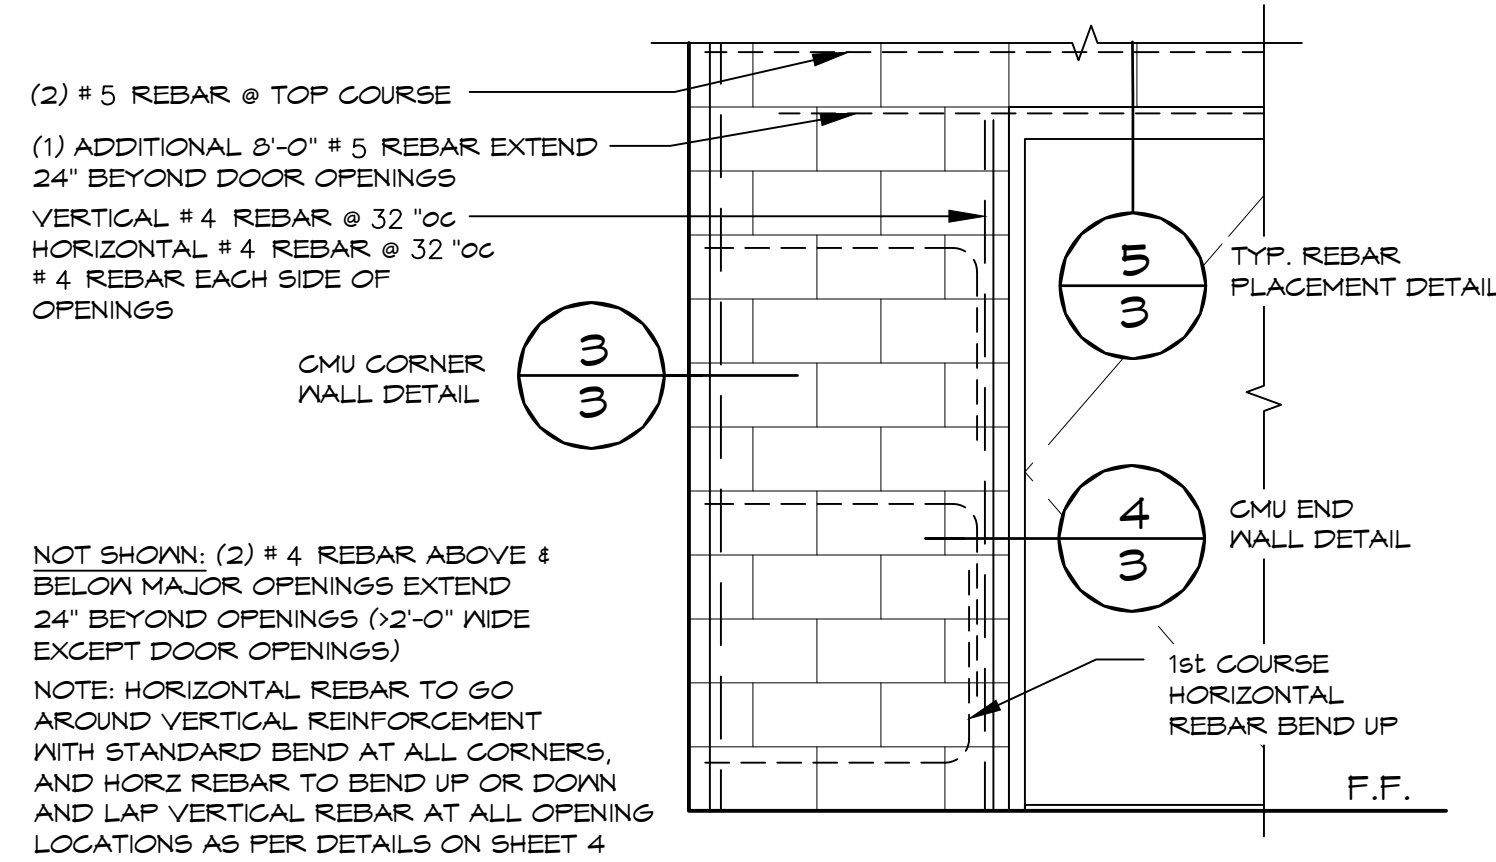 (2) # 5 REBAR @ TOP COURSE
(1) ADDITIONAL 8'-0" # 5 REBAR EXTEND
24" BEYOND DOOR OPENINGS
VERTICAL # 4 REBAR @ 32 "OC
HORIZONTAL # 4 REBAR @ 32 "OC
# 4 REBAR EACH SIDE OF
OPENINGS
CMU CORNER
WALL DETAIL
3
3
5
3
TYP. REBAR
PLACEMENT DETAIL
4
3
CMU END
WALL DETAIL
NOT SHOWN: (2) # 4 REBAR ABOVE &
BELOW MAJOR OPENINGS EXTEND
24" BEYOND OPENINGS (>2'-0" WIDE
EXCEPT DOOR OPENINGS)
NOTE: HORIZONTAL REBAR TO GO
AROUND VERTICAL REINFORCEMENT
WITH STANDARD BEND AT ALL CORNERS,
AND HORZ REBAR TO BEND UP OR DOWN
AND LAP VERTICAL REBAR AT ALL OPENING
LOCATIONS AS PER DETAILS ON SHEET 4
1st COURSE
HORIZONTAL
REBAR BEND UP
F.F.